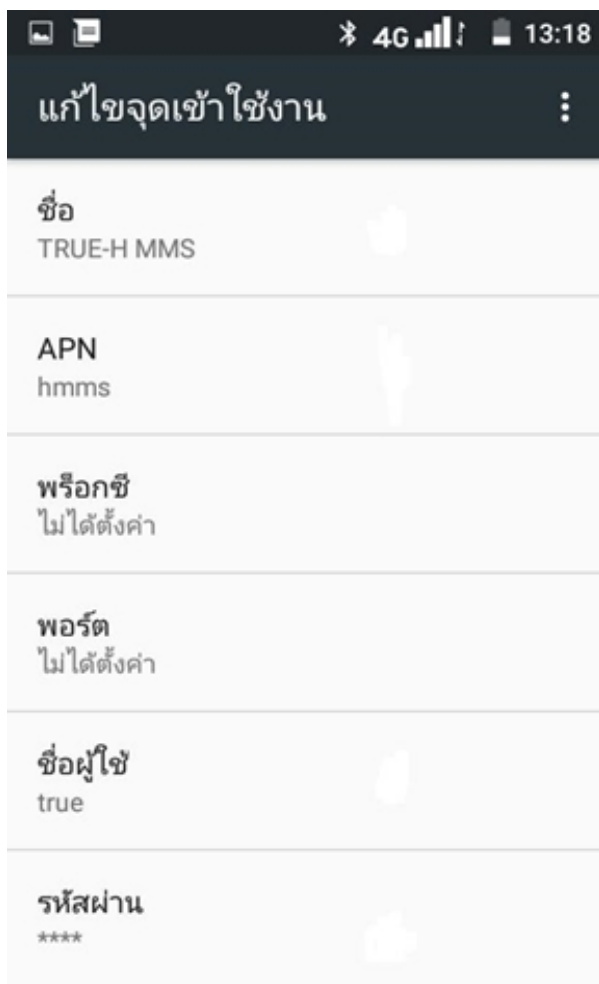 4G 13:18
แก้ไขจุดเข้าใช้งาน
ชื่อ
TRUE-H MMS
APN
hmms
พร็อกซี
ไม่ได้ตั้งค่า
พอร์ต
ไม่ได้ตั้งค่า
ชื่อผู้ใช้
true
รหัสผ่าน
****